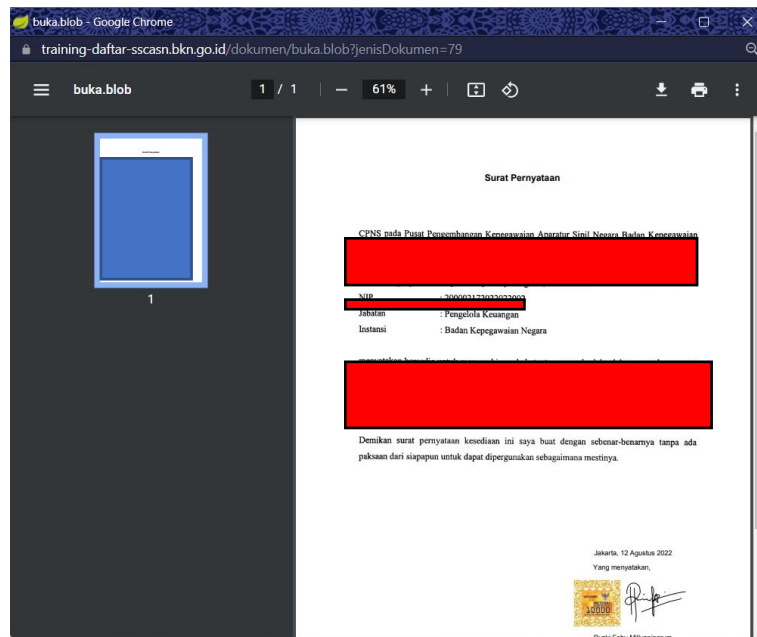 buka.blob - Google Chrome
training-daftar-sscasn.bkn.go.id/dokumen/buka.blob?jenisDokumen=79
buka.blob 1 / 1 61%
1
Surat Pernyataan
CPNS pada Pusat Pengembangan Kepegawaian Aparatur Sipil Negara Badan Kepegawaian
NIP
Jabatan : Pengelola Keuangan
Instansi : Badan Kepegawaian Negara
Demikan surat pernyataan kesediaan ini saya buat dengan sebenar-benarnya tanpa ada
paksaan dari siapapun untuk dapat dipergunakan sebagaimana mestinya.
Jakarta, 12 Agustus 2022
Yang menyatakan,
10000